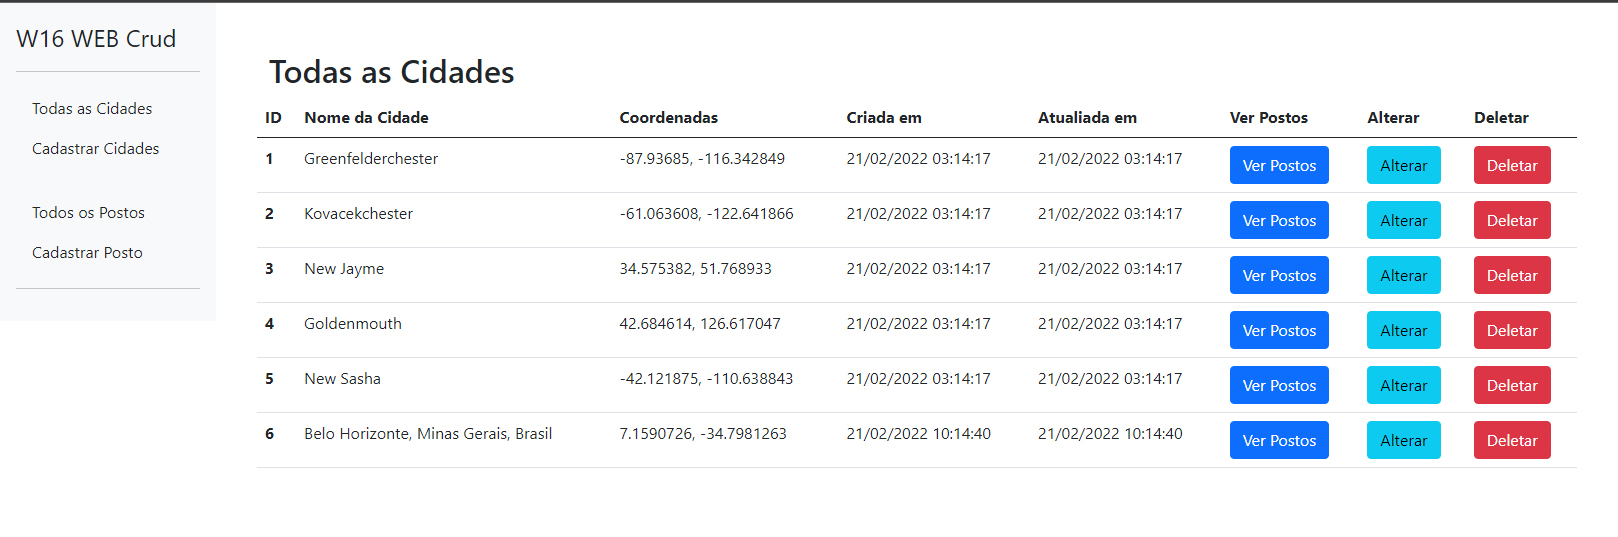 W16 WEB Crud
Todas as Cidades
Cadastrar Cidades
Todos os Postos
Cadastrar Posto
Todas as Cidades
ID Nome da Cidade Coordenadas Criada em Atualiada em Ver Postos Alterar Deletar
1 Greenfelderchester -87.93685, -116.342849 21/02/2022 03:14:17 21/02/2022 03:14:17 Ver Postos Alterar Deletar
2 Kovacekchester -61.063608, -122.641866 21/02/2022 03:14:17 21/02/2022 03:14:17 Ver Postos Alterar Deletar
3 New Jayme 34.575382, 51.768933 21/02/2022 03:14:17 21/02/2022 03:14:17 Ver Postos Alterar Deletar
4 Goldenmouth 42.684614, 126.617047 21/02/2022 03:14:17 21/02/2022 03:14:17 Ver Postos Alterar Deletar
5 New Sasha -42.121875, -110.638843 21/02/2022 03:14:17 21/02/2022 03:14:17 Ver Postos Alterar Deletar
6 Belo Horizonte, Minas Gerais, Brasil 7.1590726, -34.7981263 21/02/2022 10:14:40 21/02/2022 10:14:40 Ver Postos Alterar Deletar